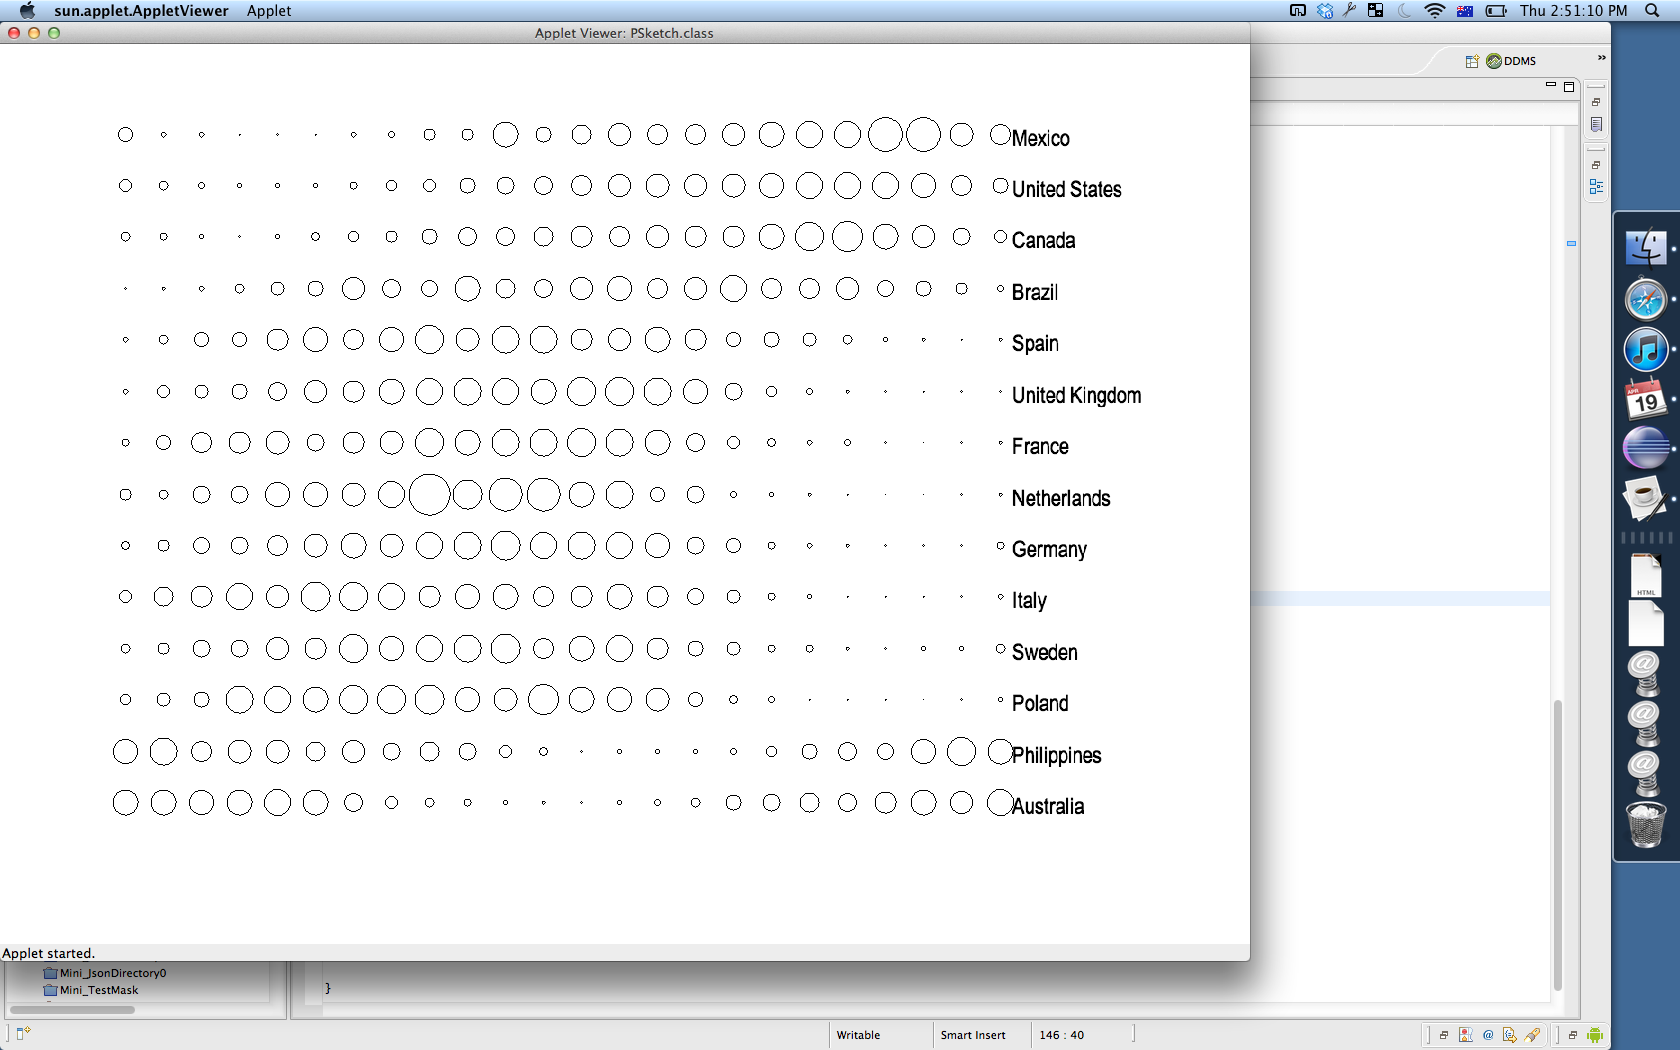 sun.applet.AppletViewer Applet Thu 2:51:10 PM
Applet Viewer: PSketch.class
DDMS »
Mexico
United States
Canada
Brazil
Spain
United Kingdom
France
Netherlands
Germany
Italy
Sweden
Poland
Philippines
Australia
APR
19
HTML
Applet started.
Mini_JsonDirectory0
Mini_TestMask
}
Writable Smart Insert 146 : 40